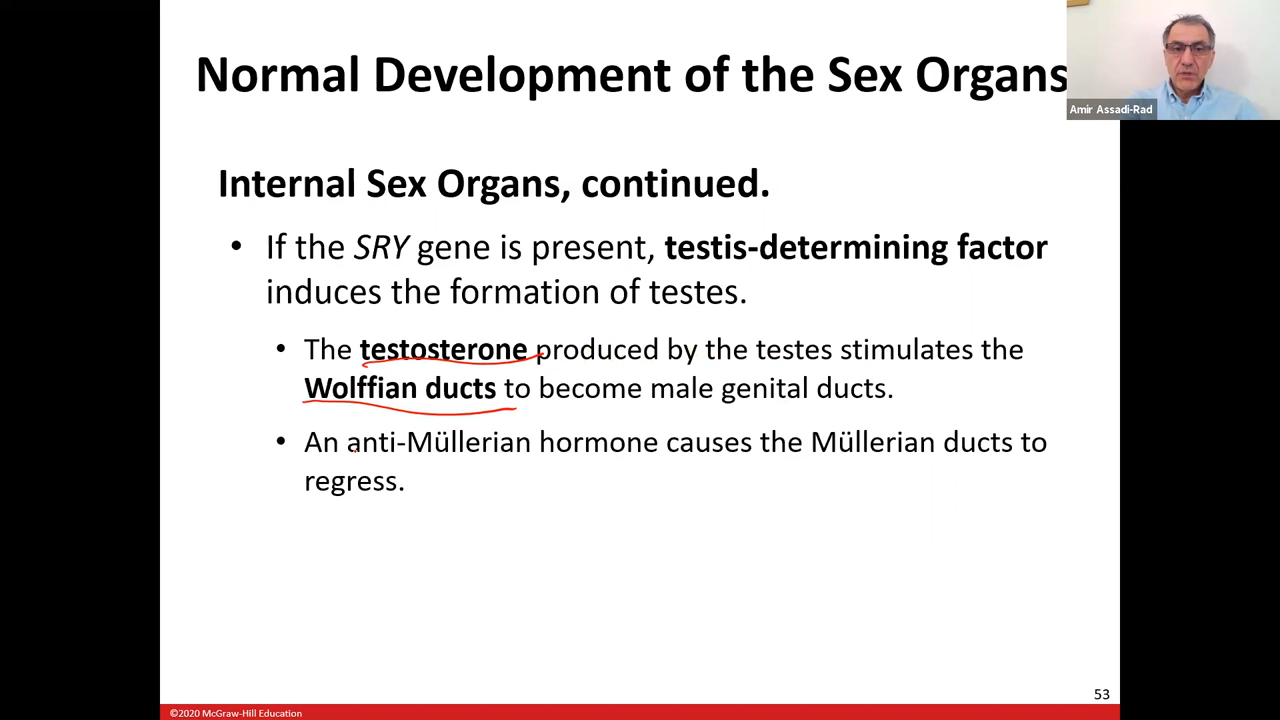 Normal Development of the Sex Organs
Amir Assadi-Rad
Internal Sex Organs, continued.
• If the SRY gene is present, testis-determining factor
induces the formation of testes.
• The testosterone produced by the testes stimulates the
Wolffian ducts to become male genital ducts.
• An anti-Müllerian hormone causes the Müllerian ducts to
regress.
53
©2020 McGraw-Hill Education